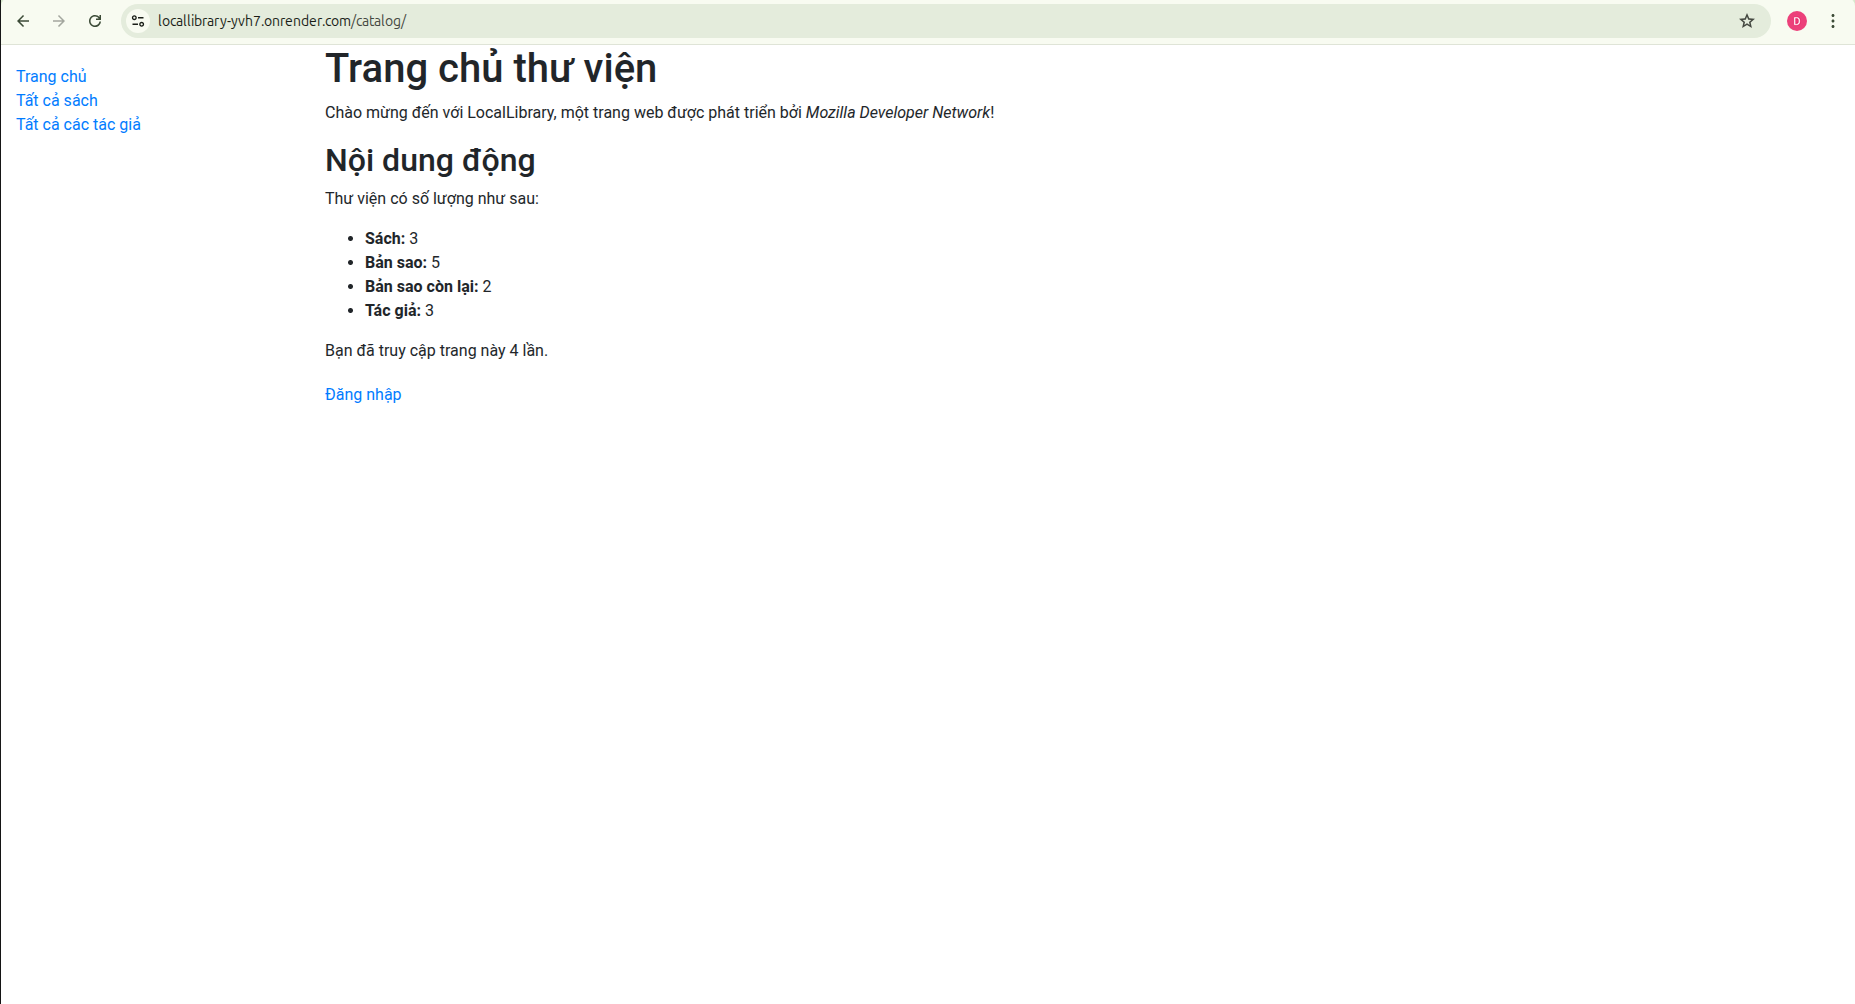 locallibrary-yvh7.onrender.com/catalog/
D
Trang chủ
Tất cả sách
Tất cả các tác giả
Trang chủ thư viện
Chào mừng đến với LocalLibrary, một trang web được phát triển bởi Mozilla Developer Network!
Nội dung động
Thư viện có số lượng như sau:
Sách: 3
Bản sao: 5
Bản sao còn lại: 2
Tác giả: 3
Bạn đã truy cập trang này 4 lần.
Đăng nhập